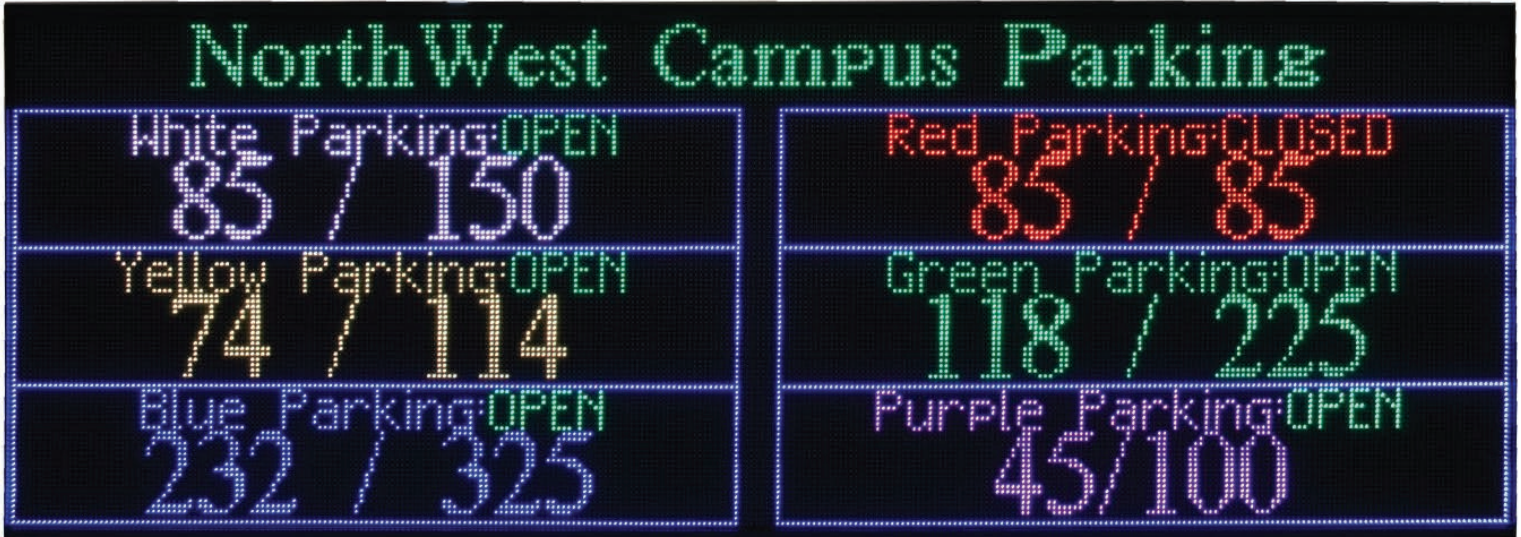 NorthWest Campus Parking
White Parking:OPEN
85 / 150
Red Parking:CLOSED
85 / 85
Yellow Parking:OPEN
74 / 114
Green Parking:OPEN
118 / 225
Blue Parking:OPEN
232 / 325
Purple Parking:OPEN
45/100